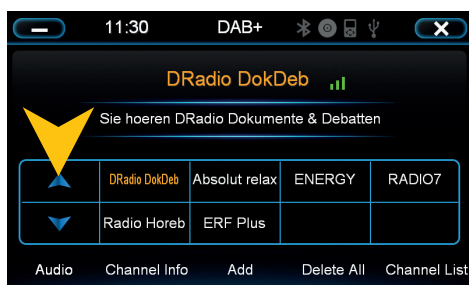 11:30 DAB+
DRadio DokDeb
Sie hoeren DRadio Dokumente & Debatten
DRadio DokDeb Absolut relax ENERGY RADIO7
Radio Horeb ERF Plus
Audio Channel Info Add Delete All Channel List